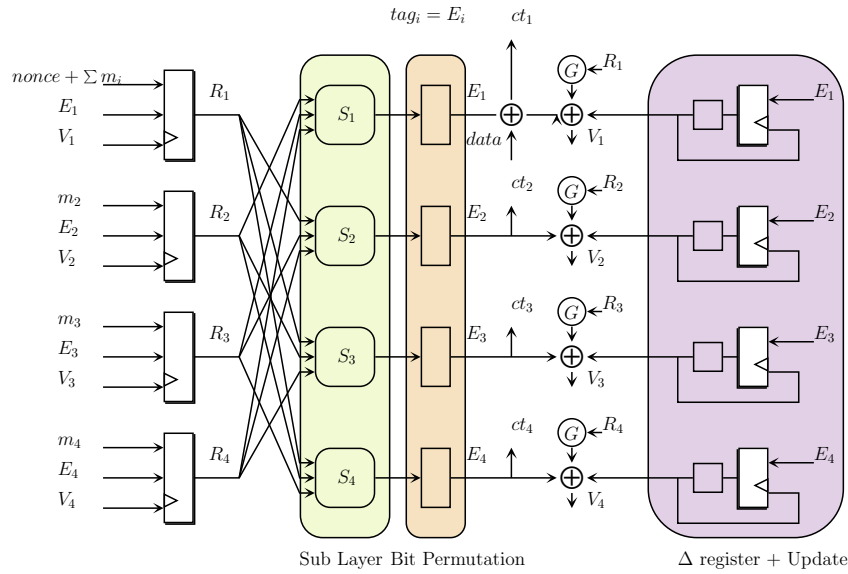 tag_i = E_i
ct_1
nonce + Σ m_i
E_1
V_1
R_1
S_1
E_1
data
G
R_1
V_1
E_1
m_2
E_2
V_2
R_2
S_2
E_2
ct_2
G
R_2
V_2
E_2
m_3
E_3
V_3
R_3
S_3
E_3
ct_3
G
R_3
V_3
E_3
m_4
E_4
V_4
R_4
S_4
E_4
ct_4
G
R_4
V_4
E_4
Sub Layer Bit Permutation
Δ register + Update